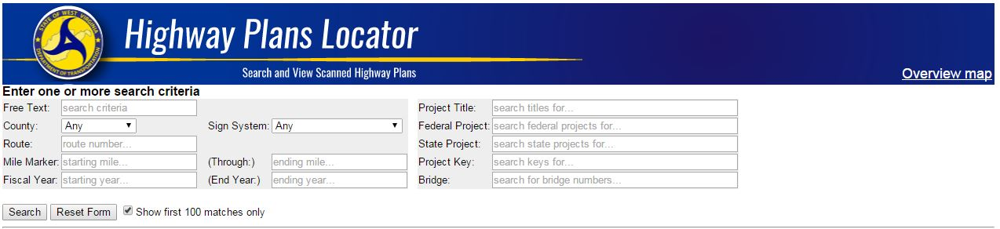 STATE OF WEST VIRGINIA
DEPARTMENT OF TRANSPORTATION
Highway Plans Locator
Search and View Scanned Highway Plans
Overview map
Enter one or more search criteria
Free Text: search criteria Project Title: search titles for...
County: Any Sign System: Any Federal Project: search federal projects for...
Route: route number... State Project: search state projects for...
Mile Marker: starting mile... (Through:) ending mile... Project Key: search keys for...
Fiscal Year: starting year... (End Year:) ending year... Bridge: search for bridge numbers...
Search Reset Form Show first 100 matches only